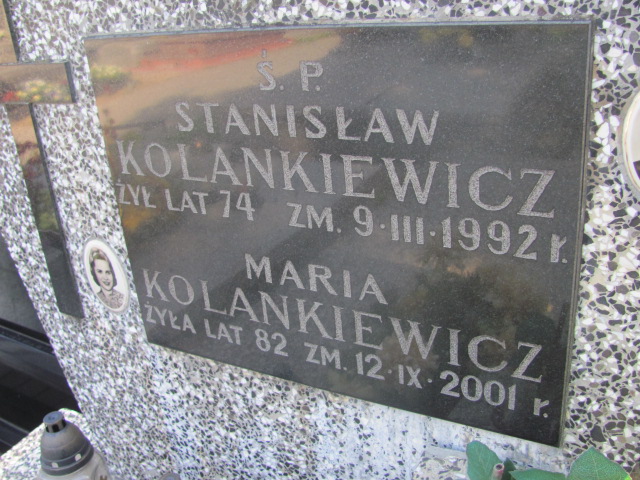 Ś. P.
STANISŁAW
KOLANKIEWICZ
ŻYŁ LAT 74 ZM. 9·III·1992 r.
MARIA
KOLANKIEWICZ
ŻYŁA LAT 82 ZM. 12·IX·2001 r.